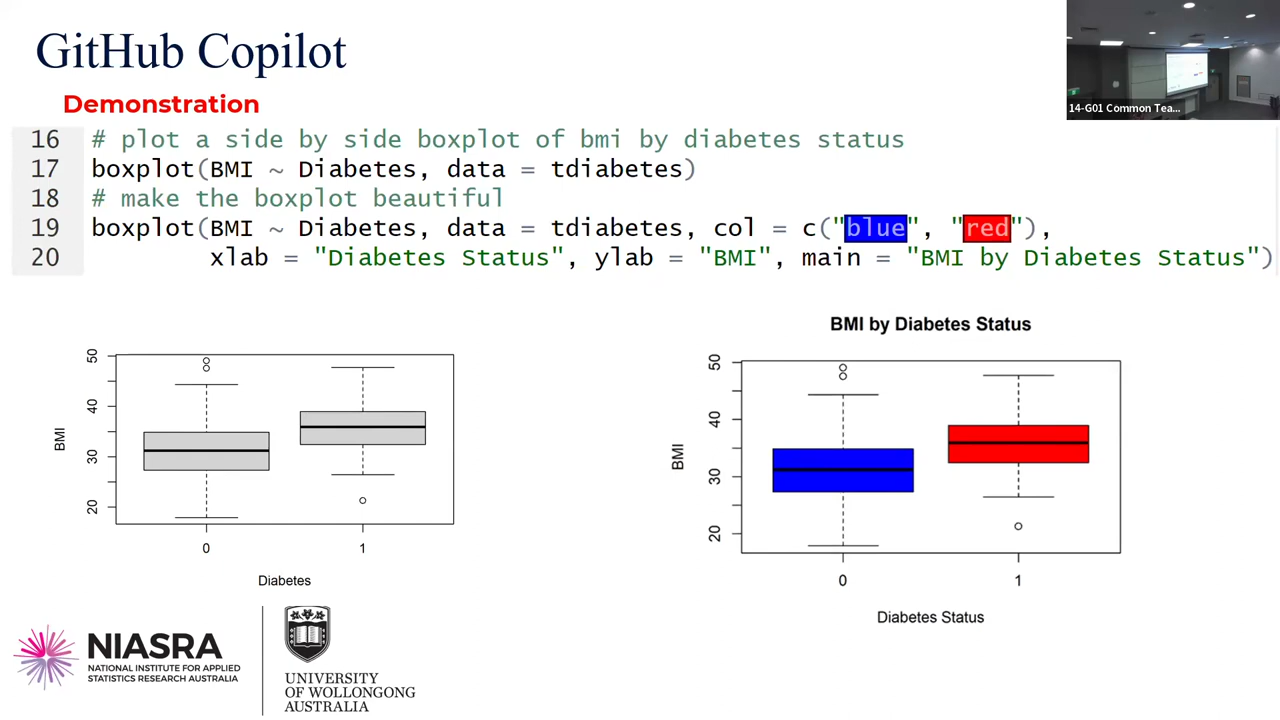 GitHub Copilot
14-G01 Common Tea...
Demonstration
16 # plot a side by side boxplot of bmi by diabetes status
17 boxplot(BMI ~ Diabetes, data = tdiabetes)
18 # make the boxplot beautiful
19 boxplot(BMI ~ Diabetes, data = tdiabetes, col = c("blue", "red"),
20 xlab = "Diabetes Status", ylab = "BMI", main = "BMI by Diabetes Status")
50
40
30
20
BMI
0 1
Diabetes
BMI by Diabetes Status
50
40
30
20
BMI
0 1
Diabetes Status
NIASRA
NATIONAL INSTITUTE FOR APPLIED
STATISTICS RESEARCH AUSTRALIA
UNIVERSITY
OF WOLLONGONG
AUSTRALIA